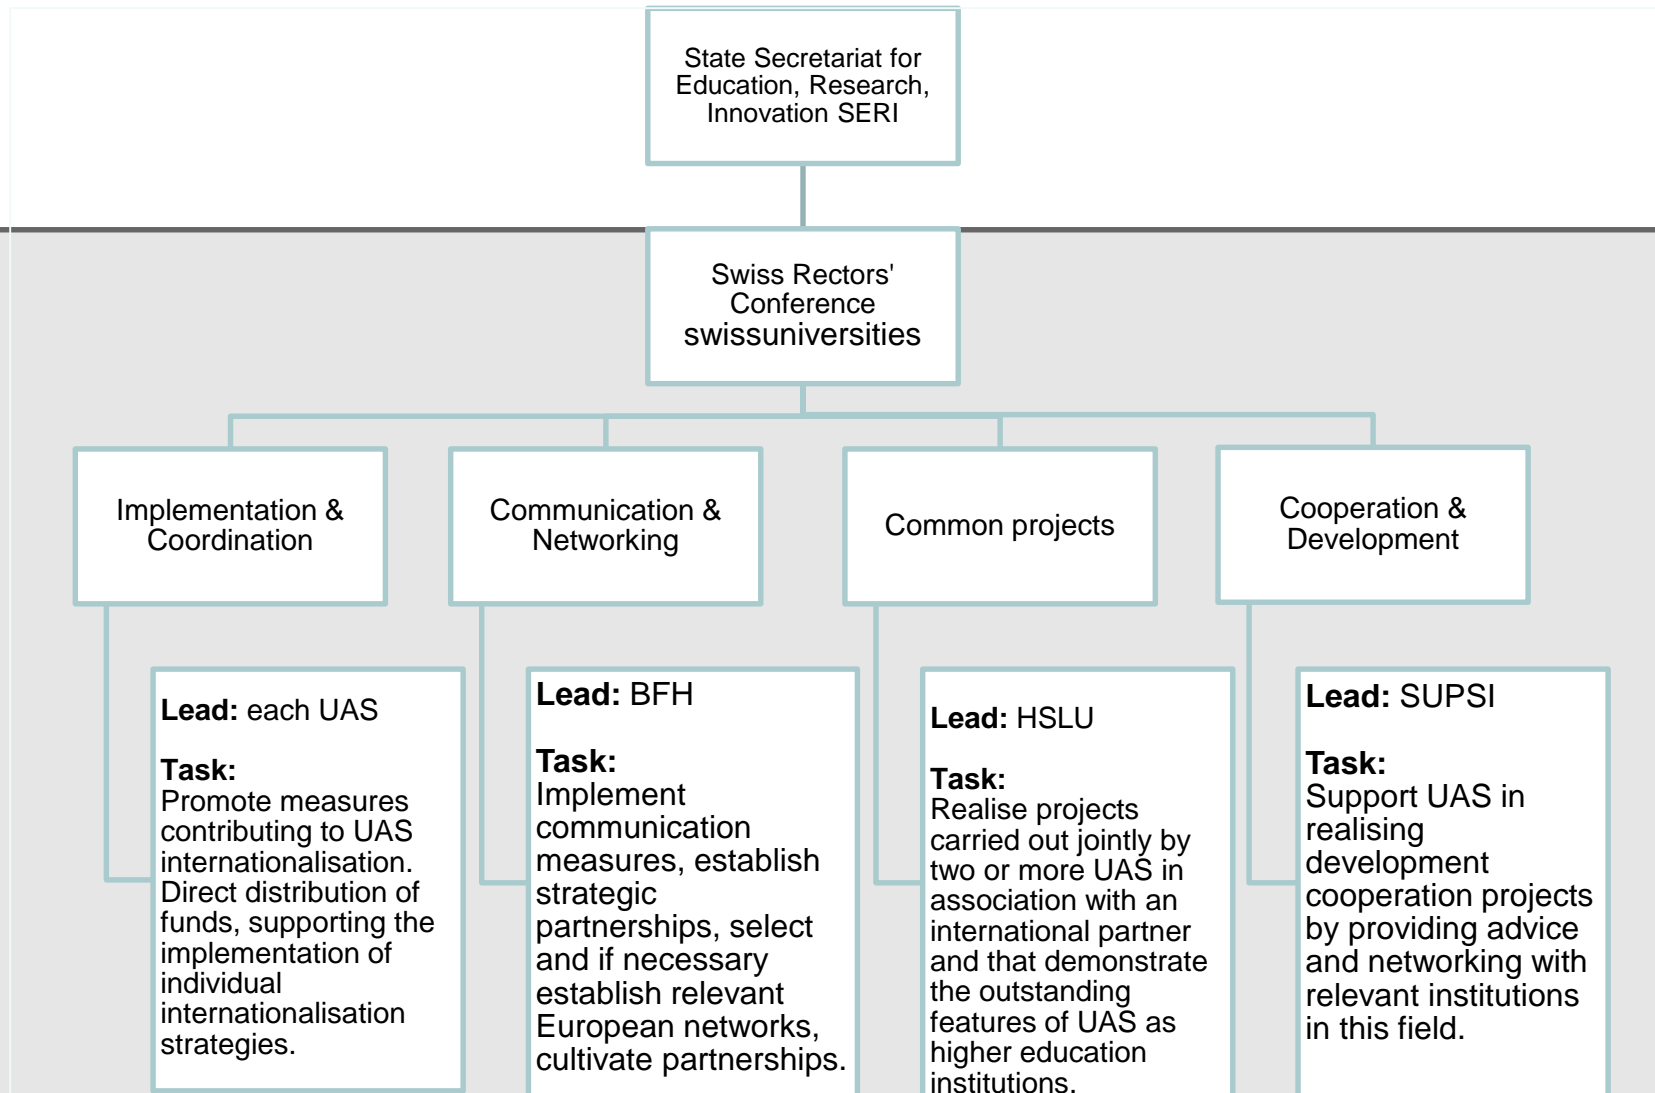 State Secretariat for
Education, Research,
Innovation SERI
Swiss Rectors'
Conference
swissuniversities
Implementation &
Coordination
Communication &
Networking
Common projects
Cooperation &
Development
Lead: each UAS
Task:
Promote measures
contributing to UAS
internationalisation.
Direct distribution of
funds, supporting the
implementation of
individual
internationalisation
strategies.
Lead: BFH
Task:
Implement
communication
measures, establish
strategic
partnerships, select
and if necessary
establish relevant
European networks,
cultivate partnerships.
Lead: HSLU
Task:
Realise projects
carried out jointly by
two or more UAS in
association with an
international partner
and that demonstrate
the outstanding
features of UAS as
higher education
institutions.
Lead: SUPSI
Task:
Support UAS in
realising
development
cooperation projects
by providing advice
and networking with
relevant institutions
in this field.